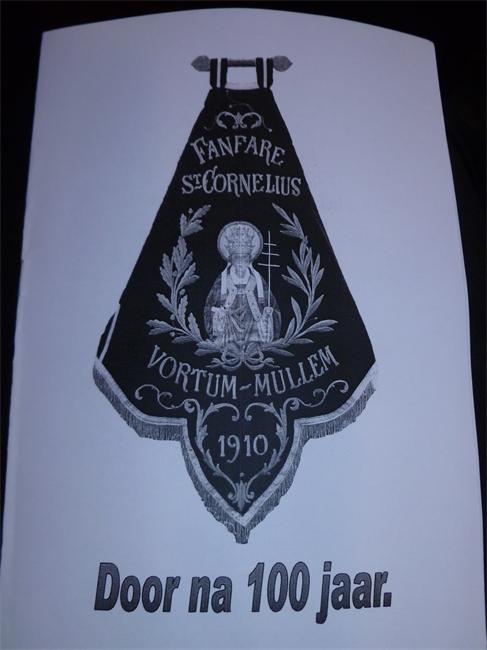 FANFARE
ST CORNELIUS
VORTUM-MULLEM
1910
Door na 100 jaar.